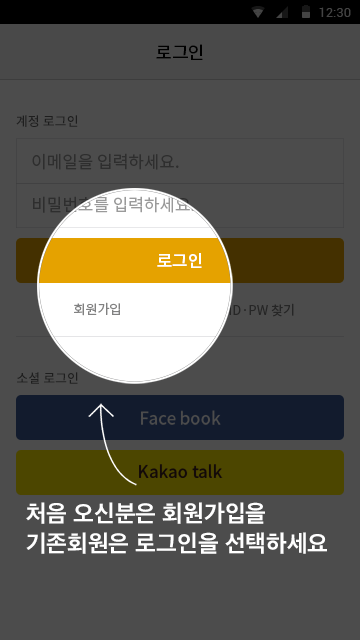 12:30
로그인
계정 로그인
이메일을 입력하세요.
비밀번호를 입력하세요.
로그인
회원가입
ID·PW 찾기
소셜 로그인
Face book
Kakao talk
처음 오신분은 회원가입을
기존회원은 로그인을 선택하세요